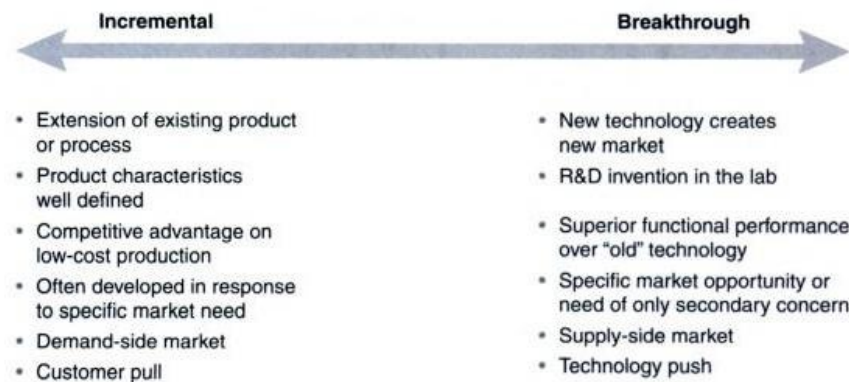 Incremental
Breakthrough
• Extension of existing product
or process
• Product characteristics
well defined
• Competitive advantage on
low-cost production
• Often developed in response
to specific market need
• Demand-side market
• Customer pull
• New technology creates
new market
• R&D invention in the lab
• Superior functional performance
over "old" technology
• Specific market opportunity or
need of only secondary concern
• Supply-side market
• Technology push